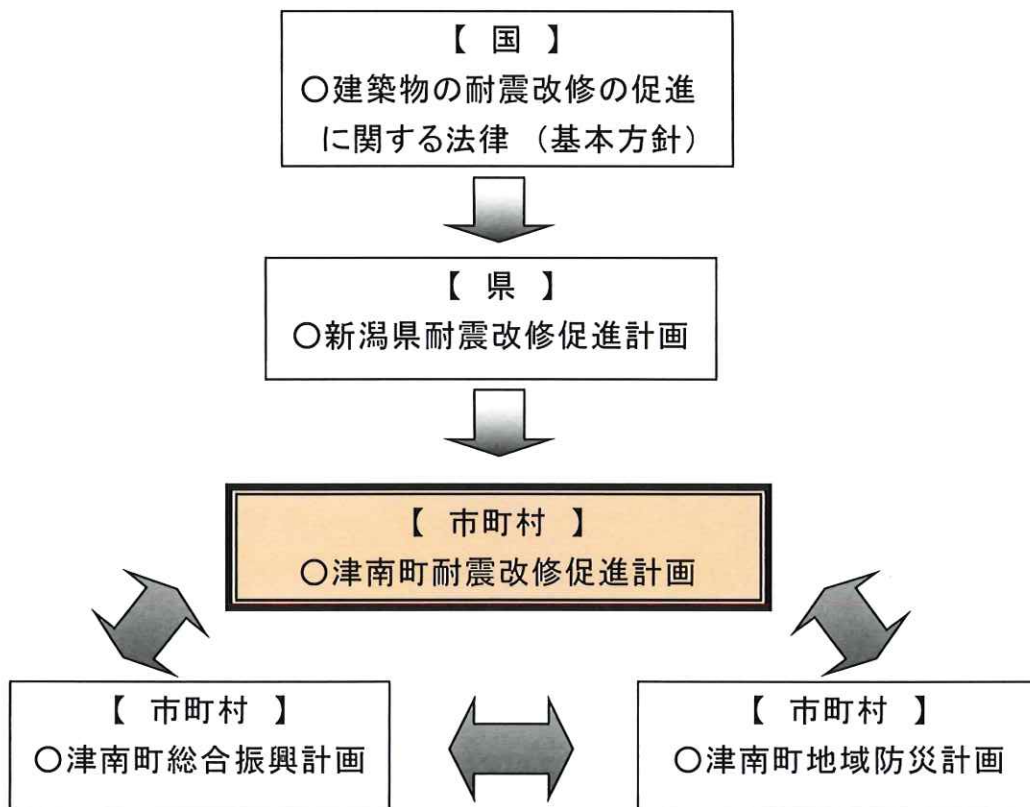 【 国 】
○建築物の耐震改修の促進
に関する法律 （基本方針）
【 県 】
○新潟県耐震改修促進計画
【 市町村 】
○津南町耐震改修促進計画
【 市町村 】
○津南町総合振興計画
【 市町村 】
○津南町地域防災計画